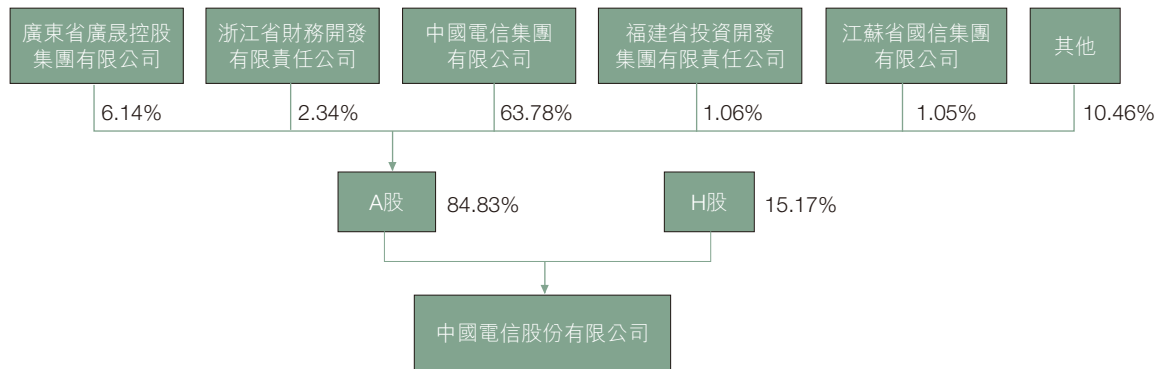 廣東省廣晟控股
集團有限公司
浙江省財務開發
有限責任公司
中國電信集團
有限公司
福建省投資開發
集團有限責任公司
江蘇省國信集團
有限公司
其他
6.14%
2.34%
63.78%
1.06%
1.05%
10.46%
A股
84.83%
H股
15.17%
中國電信股份有限公司